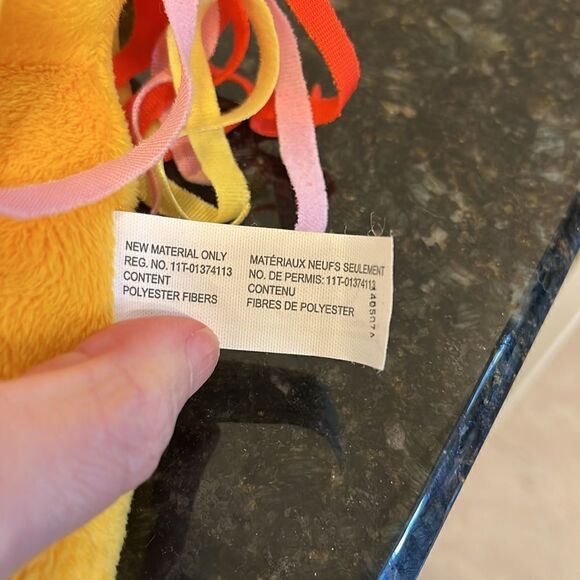 NEW MATERIAL ONLY
REG. NO. 11T-01374113
CONTENT
POLYESTER FIBERS
MATÉRIAUX NEUFS SEULEMENT
NO. DE PERMIS: 11T-01374113
CONTENU
FIBRES DE POLYESTER